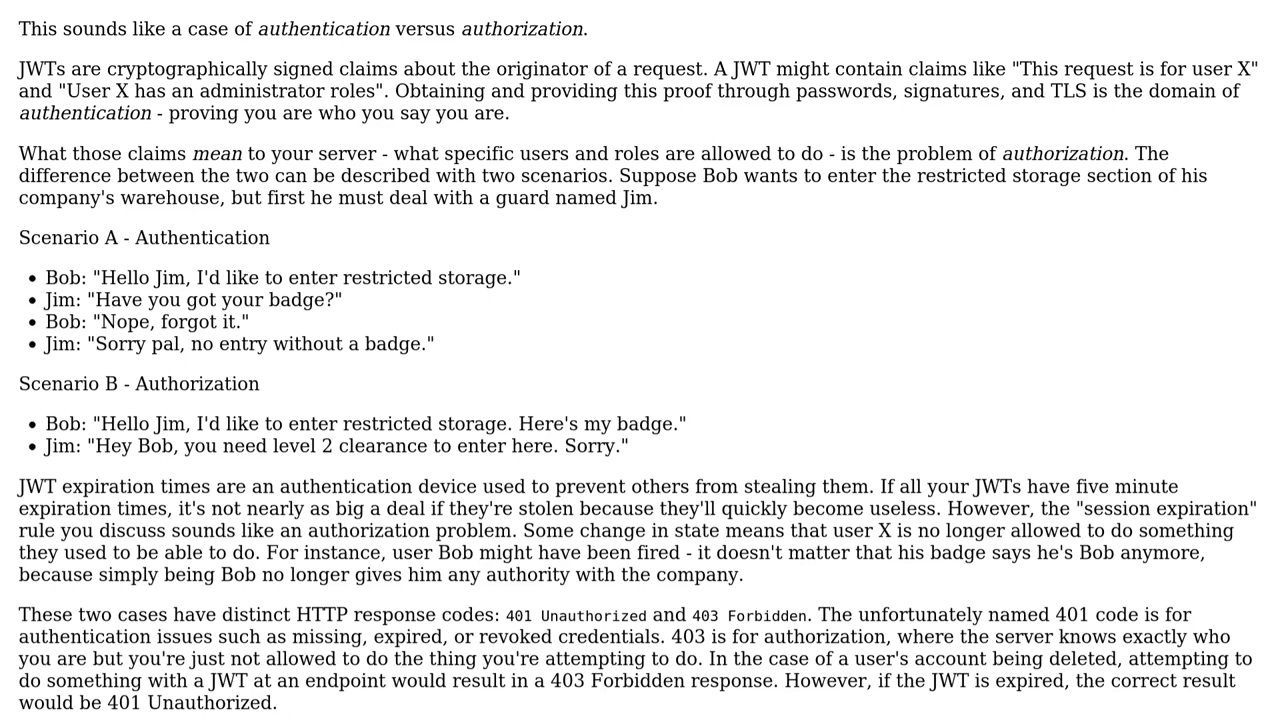 This sounds like a case of authentication versus authorization.
JWTs are cryptographically signed claims about the originator of a request. A JWT might contain claims like "This request is for user X"
and "User X has an administrator roles". Obtaining and providing this proof through passwords, signatures, and TLS is the domain of
authentication - proving you are who you say you are.
What those claims mean to your server - what specific users and roles are allowed to do - is the problem of authorization. The
difference between the two can be described with two scenarios. Suppose Bob wants to enter the restricted storage section of his
company's warehouse, but first he must deal with a guard named Jim.
Scenario A - Authentication
• Bob: "Hello Jim, I'd like to enter restricted storage."
• Jim: "Have you got your badge?"
• Bob: "Nope, forgot it."
• Jim: "Sorry pal, no entry without a badge."
Scenario B - Authorization
• Bob: "Hello Jim, I'd like to enter restricted storage. Here's my badge."
• Jim: "Hey Bob, you need level 2 clearance to enter here. Sorry."
JWT expiration times are an authentication device used to prevent others from stealing them. If all your JWTs have five minute
expiration times, it's not nearly as big a deal if they're stolen because they'll quickly become useless. However, the "session expiration"
rule you discuss sounds like an authorization problem. Some change in state means that user X is no longer allowed to do something
they used to be able to do. For instance, user Bob might have been fired - it doesn't matter that his badge says he's Bob anymore,
because simply being Bob no longer gives him any authority with the company.
These two cases have distinct HTTP response codes: 401 Unauthorized and 403 Forbidden. The unfortunately named 401 code is for
authentication issues such as missing, expired, or revoked credentials. 403 is for authorization, where the server knows exactly who
you are but you're just not allowed to do the thing you're attempting to do. In the case of a user's account being deleted, attempting to
do something with a JWT at an endpoint would result in a 403 Forbidden response. However, if the JWT is expired, the correct result
would be 401 Unauthorized.